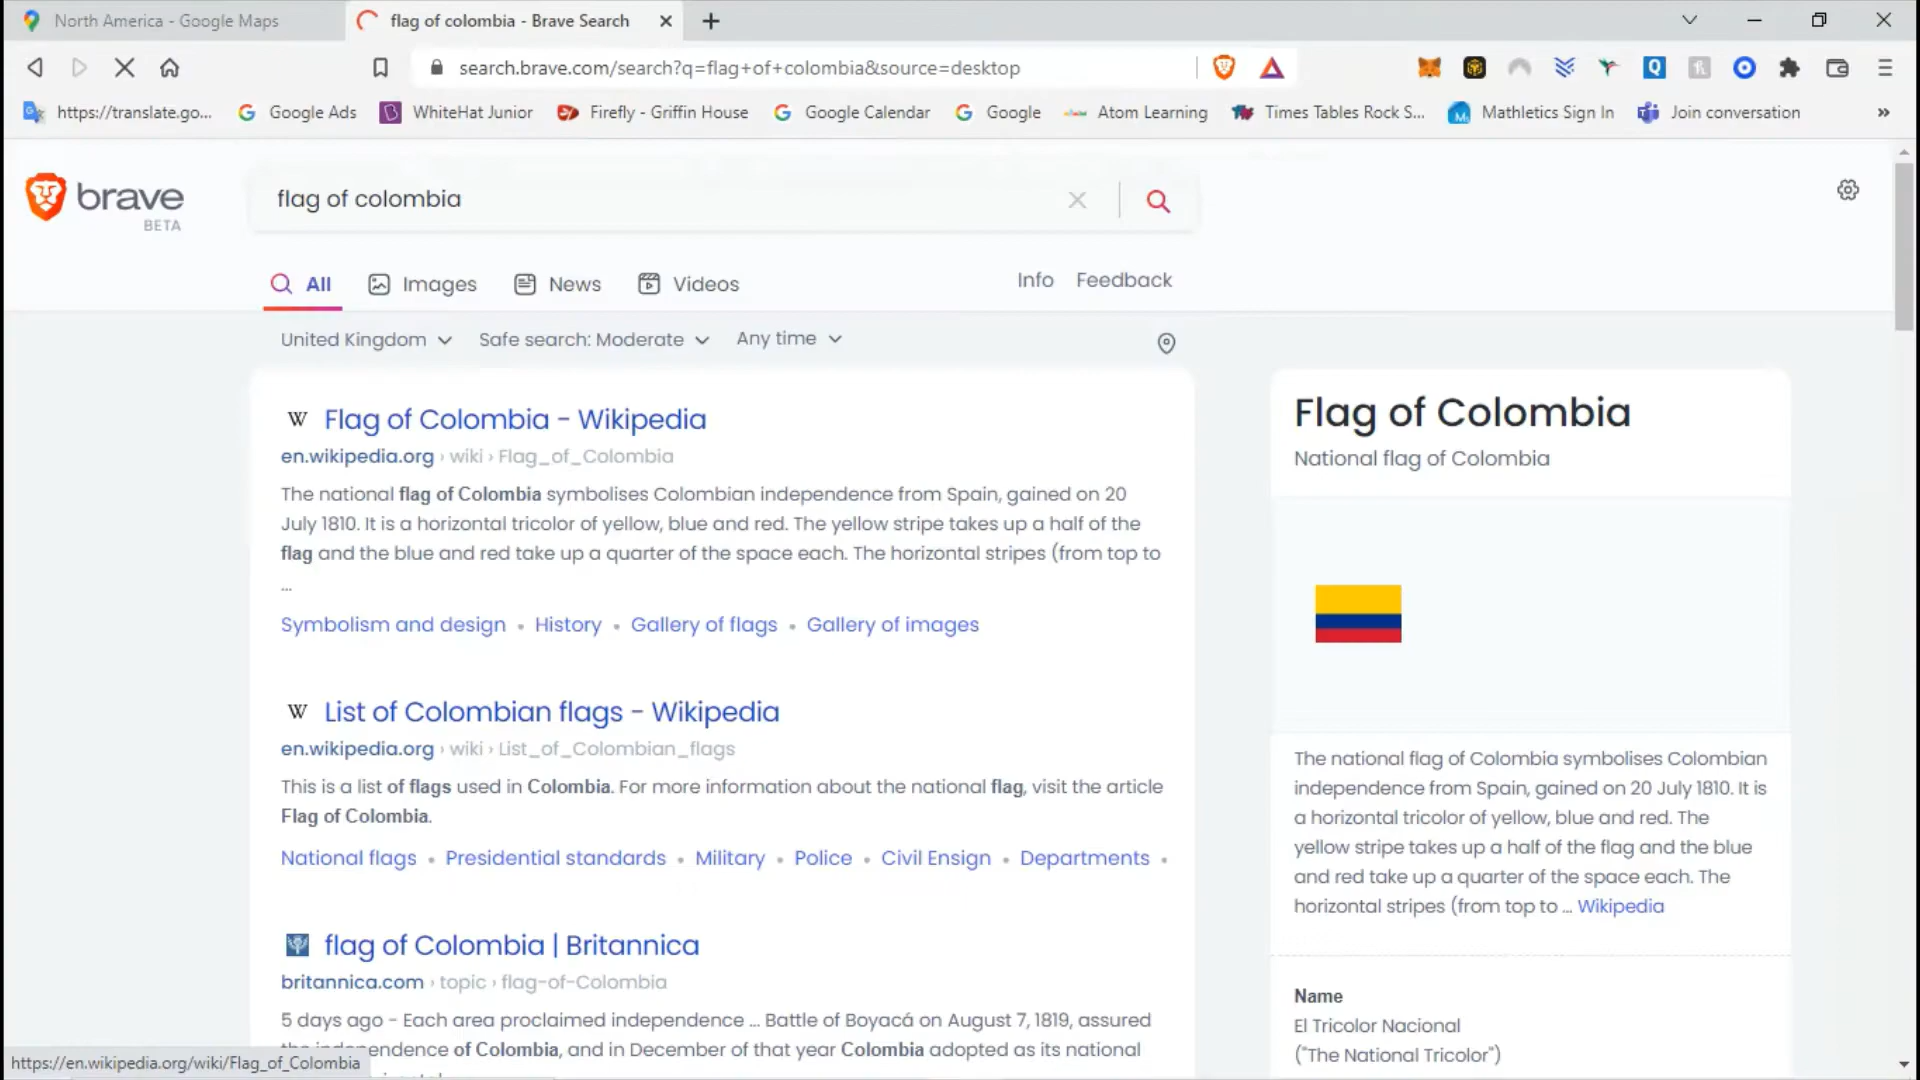 North America - Google Maps
flag of colombia - Brave Search
search.brave.com/search?q=flag+of+colombia&source=desktop
https://translate.go...
Google Ads
WhiteHat Junior
Firefly - Griffin House
Google Calendar
Google
Atom Learning
Times Tables Rock S...
Mathletics Sign In
Join conversation
»
brave
BETA
flag of colombia
All
Images
News
Videos
Info
Feedback
United Kingdom
Safe search: Moderate
Any time
W Flag of Colombia - Wikipedia
en.wikipedia.org › wiki › Flag_of_Colombia
The national flag of Colombia symbolises Colombian independence from Spain, gained on 20
July 1810. It is a horizontal tricolor of yellow, blue and red. The yellow stripe takes up a half of the
flag and the blue and red take up a quarter of the space each. The horizontal stripes (from top to
...
Symbolism and design • History • Gallery of flags • Gallery of images
W List of Colombian flags - Wikipedia
en.wikipedia.org › wiki › List_of_Colombian_flags
This is a list of flags used in Colombia. For more information about the national flag, visit the article
Flag of Colombia.
National flags • Presidential standards • Military • Police • Civil Ensign • Departments •
flag of Colombia | Britannica
britannica.com › topic › flag-of-Colombia
5 days ago - Each area proclaimed independence ... Battle of Boyacá on August 7, 1819, assured
independence of Colombia, and in December of that year Colombia adopted as its national
https://en.wikipedia.org/wiki/Flag_of_Colombia
Flag of Colombia
National flag of Colombia
The national flag of Colombia symbolises Colombian
independence from Spain, gained on 20 July 1810. It is
a horizontal tricolor of yellow, blue and red. The
yellow stripe takes up a half of the flag and the blue
and red take up a quarter of the space each. The
horizontal stripes (from top to ... Wikipedia
Name
El Tricolor Nacional
("The National Tricolor")